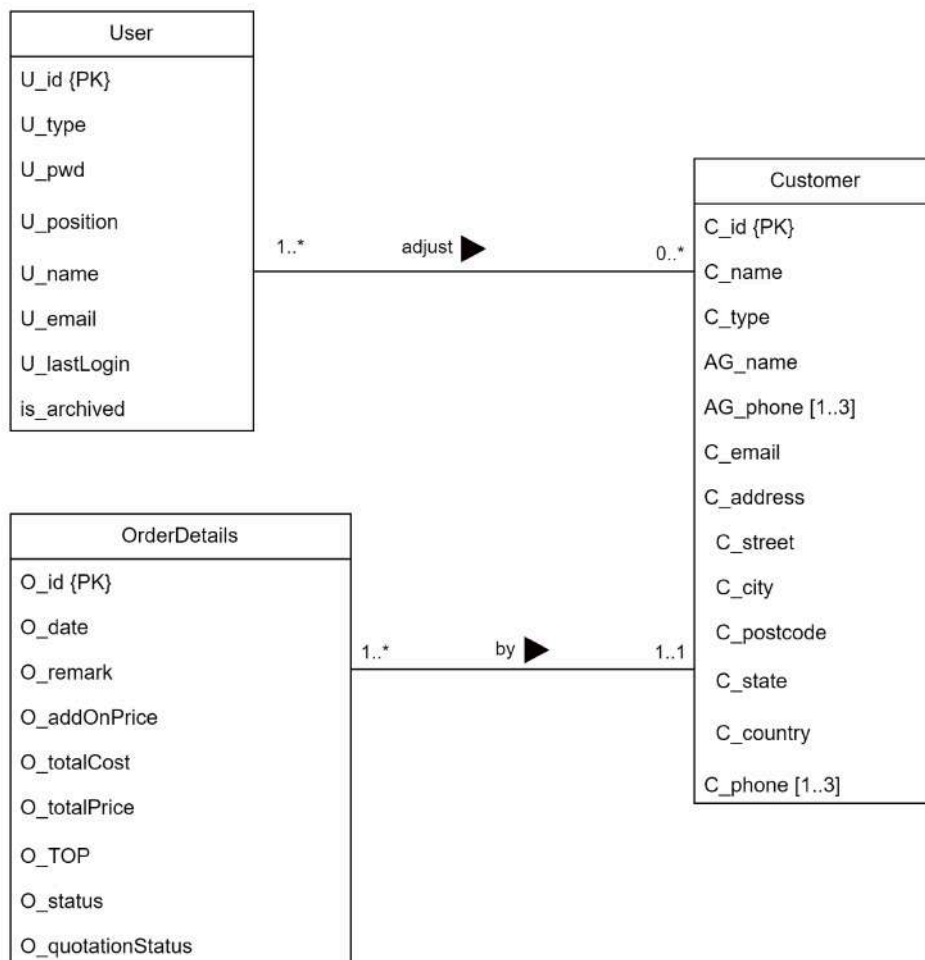 User
U_id {PK}
U_type
U_pwd
U_position
U_name
U_email
U_lastLogin
is_archived
1..* adjust 0..*
Customer
C_id {PK}
C_name
C_type
AG_name
AG_phone [1..3]
C_email
C_address
C_street
C_city
C_postcode
C_state
C_country
C_phone [1..3]
OrderDetails
O_id {PK}
O_date
O_remark
O_addOnPrice
O_totalCost
O_totalPrice
O_TOP
O_status
O_quotationStatus
1..* by 1..1